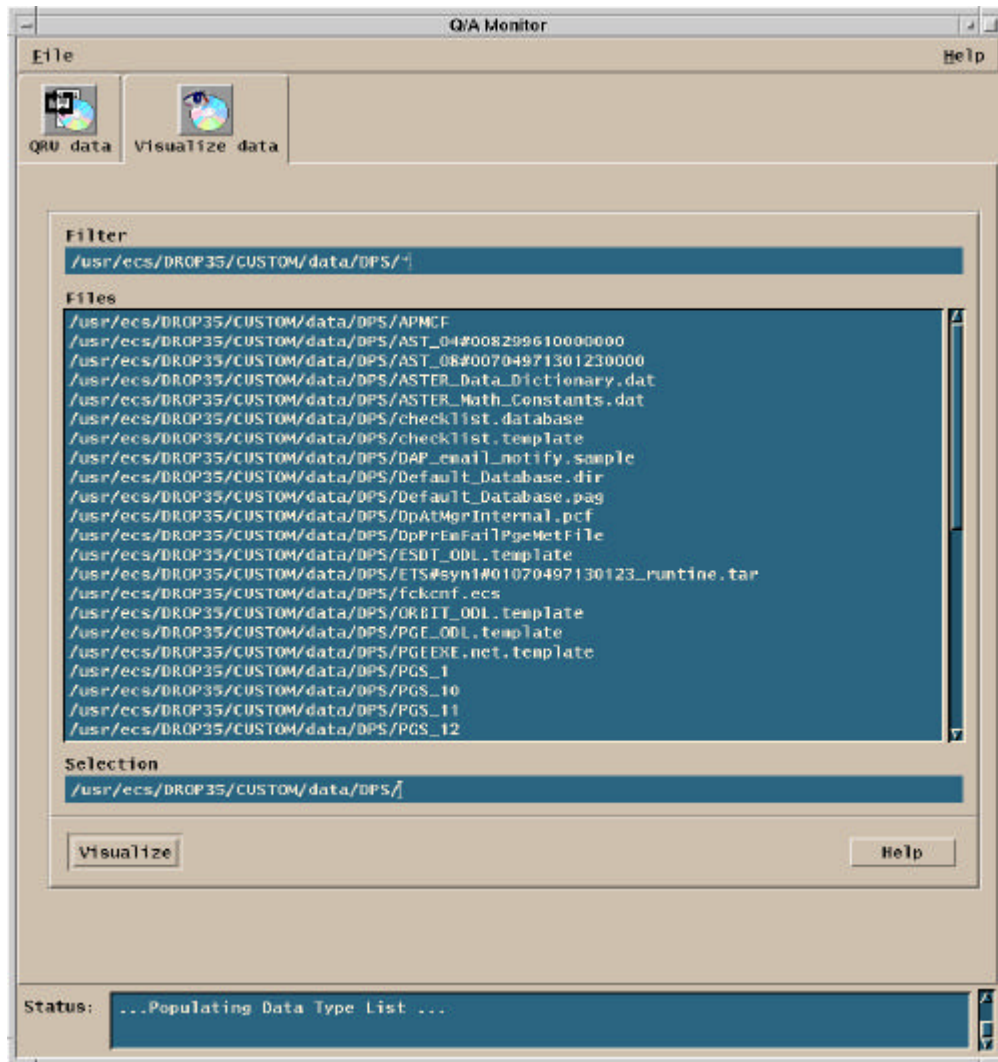 Q/A Monitor
File Help
QRU data Visualize data
Filter
/usr/ecs/DROP35/CUSTOM/data/DPS/*
Files
/usr/ecs/DROP35/CUSTOM/data/DPS/APMCF
/usr/ecs/DROP35/CUSTOM/data/DPS/AST_04#008299610000000
/usr/ecs/DROP35/CUSTOM/data/DPS/AST_08#00704971301230000
/usr/ecs/DROP35/CUSTOM/data/DPS/ASTER_Data_Dictionary.dat
/usr/ecs/DROP35/CUSTOM/data/DPS/ASTER_Math_Constants.dat
/usr/ecs/DROP35/CUSTOM/data/DPS/checklist.database
/usr/ecs/DROP35/CUSTOM/data/DPS/checklist.template
/usr/ecs/DROP35/CUSTOM/data/DPS/DAP_email_notify.sample
/usr/ecs/DROP35/CUSTOM/data/DPS/Default_Database.dir
/usr/ecs/DROP35/CUSTOM/data/DPS/Default_Database.pag
/usr/ecs/DROP35/CUSTOM/data/DPS/DpAtMgrInternal.pcf
/usr/ecs/DROP35/CUSTOM/data/DPS/DpPrEmFailPgeMetFile
/usr/ecs/DROP35/CUSTOM/data/DPS/ESDT_ODL.template
/usr/ecs/DROP35/CUSTOM/data/DPS/ETS#syn1#01070497130123_runtime.tar
/usr/ecs/DROP35/CUSTOM/data/DPS/fckcnf.ecs
/usr/ecs/DROP35/CUSTOM/data/DPS/ORBIT_ODL.template
/usr/ecs/DROP35/CUSTOM/data/DPS/PGE_ODL.template
/usr/ecs/DROP35/CUSTOM/data/DPS/PGEEXE.met.template
/usr/ecs/DROP35/CUSTOM/data/DPS/PGS_1
/usr/ecs/DROP35/CUSTOM/data/DPS/PGS_10
/usr/ecs/DROP35/CUSTOM/data/DPS/PGS_11
/usr/ecs/DROP35/CUSTOM/data/DPS/PGS_12
Selection
/usr/ecs/DROP35/CUSTOM/data/DPS/
Visualize Help
Status: ...Populating Data Type List ...